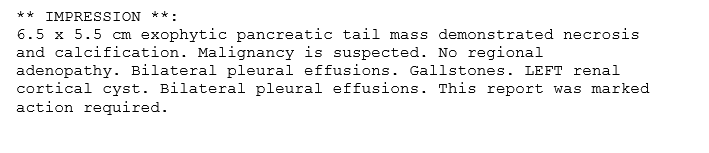 ** IMPRESSION **:
6.5 x 5.5 cm exophytic pancreatic tail mass demonstrated necrosis
and calcification. Malignancy is suspected. No regional
adenopathy. Bilateral pleural effusions. Gallstones. LEFT renal
cortical cyst. Bilateral pleural effusions. This report was marked
action required.